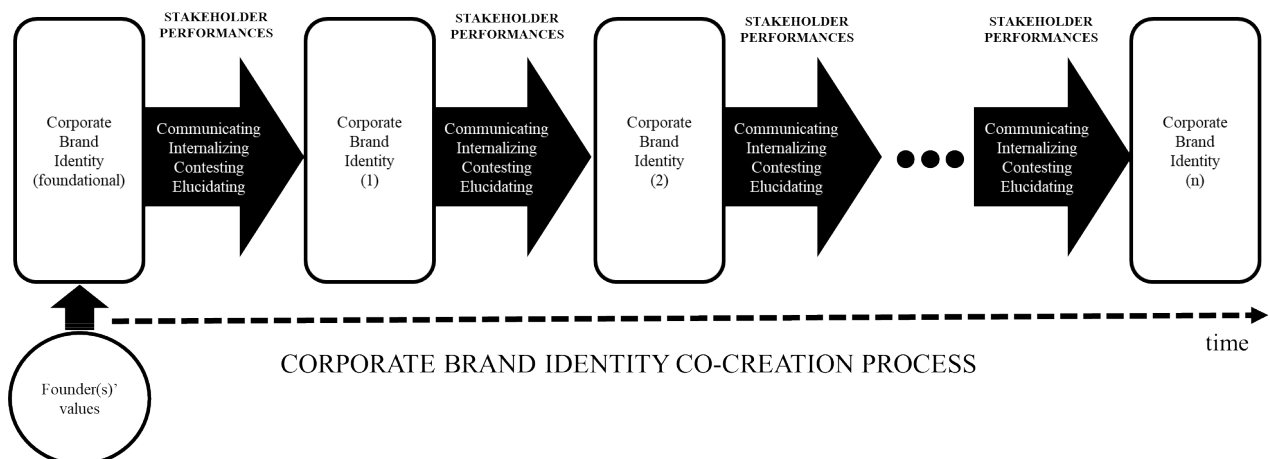 STAKEHOLDER
PERFORMANCES
STAKEHOLDER
PERFORMANCES
STAKEHOLDER
PERFORMANCES
STAKEHOLDER
PERFORMANCES
Corporate
Brand
Identity
(foundational)
Communicating
Internalizing
Contesting
Elucidating
Corporate
Brand
Identity
(1)
Communicating
Internalizing
Contesting
Elucidating
Corporate
Brand
Identity
(2)
Communicating
Internalizing
Contesting
Elucidating
Communicating
Internalizing
Contesting
Elucidating
Corporate
Brand
Identity
(n)
time
CORPORATE BRAND IDENTITY CO-CREATION PROCESS
Founder(s)’
values